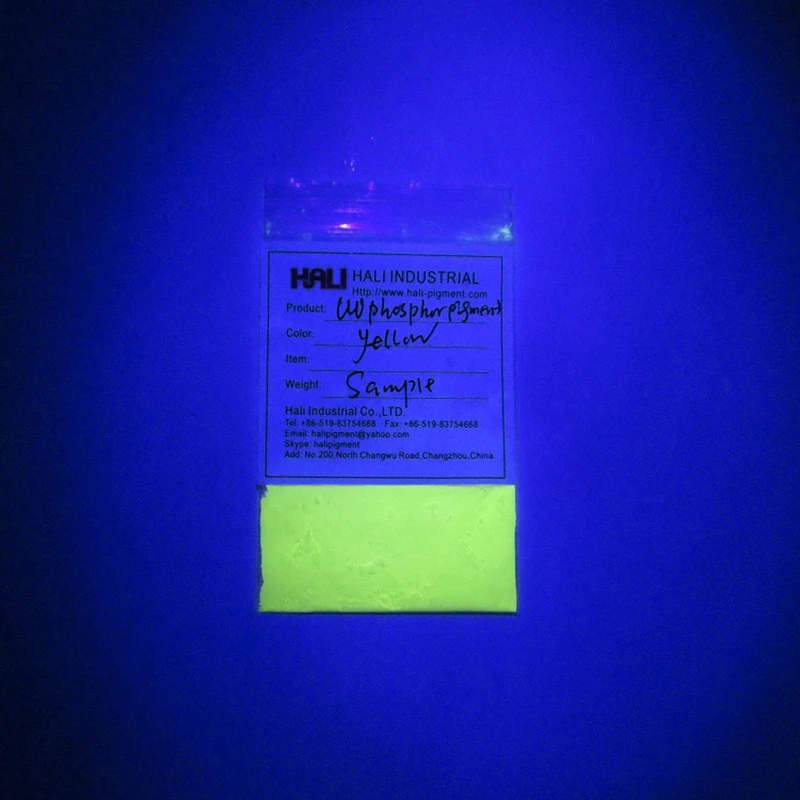 HALI HALI INDUSTRIAL
Http://www.hali-pigment.com
Product: UV phosphor pigment
Color: Yellow
Item:
Weight: Sample
Hali Industrial Co.,LTD.
Tel: +86-519-83754668 Fax: +86-519-83754668
Email: halipigment@yahoo.com
Skype: halipigment
Add: No.200,North Changwu Road,Changzhou,China